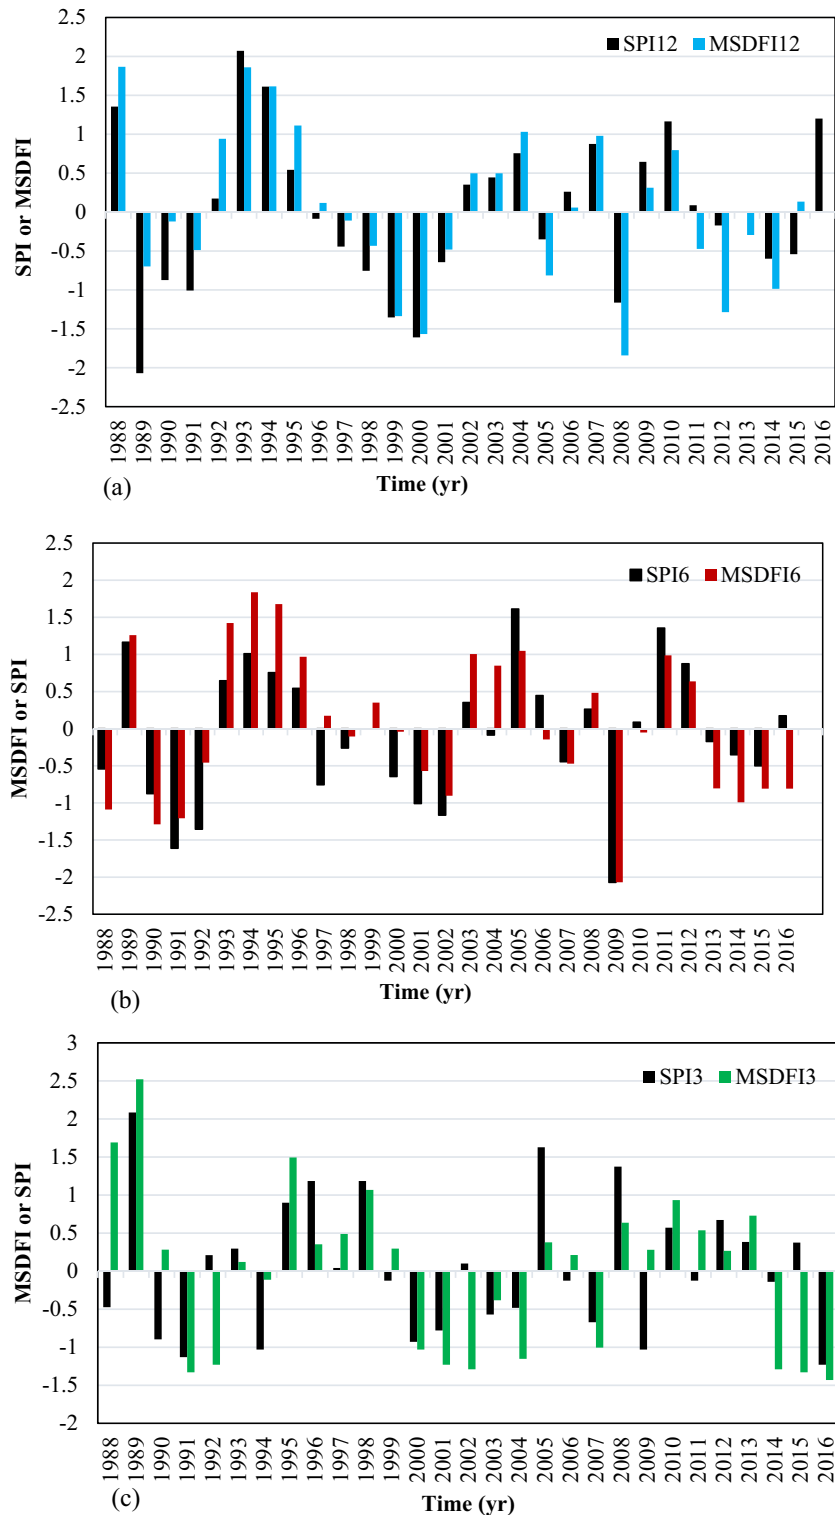 2.5
SPI12 MSDFI12
2
1.5
1
0.5
0
-0.5
-1
-1.5
-2
-2.5
SPI or MSDFI
1988 1989 1990 1991 1992 1993 1994 1995 1996 1997 1998 1999 2000 2001 2002 2003 2004 2005 2006 2007 2008 2009 2010 2011 2012 2013 2014 2015 2016
(a)
Time (yr)
2.5
SPI6 MSDFI6
2
1.5
1
0.5
0
-0.5
-1
-1.5
-2
-2.5
MSDFI or SPI
1988 1989 1990 1991 1992 1993 1994 1995 1996 1997 1998 1999 2000 2001 2002 2003 2004 2005 2006 2007 2008 2009 2010 2011 2012 2013 2014 2015 2016
(b)
Time (yr)
3
SPI3 MSDFI3
2.5
2
1.5
1
0.5
0
-0.5
-1
-1.5
-2
MSDFI or SPI
1988 1989 1990 1991 1992 1993 1994 1995 1996 1997 1998 1999 2000 2001 2002 2003 2004 2005 2006 2007 2008 2009 2010 2011 2012 2013 2014 2015 2016
(c)
Time (yr)